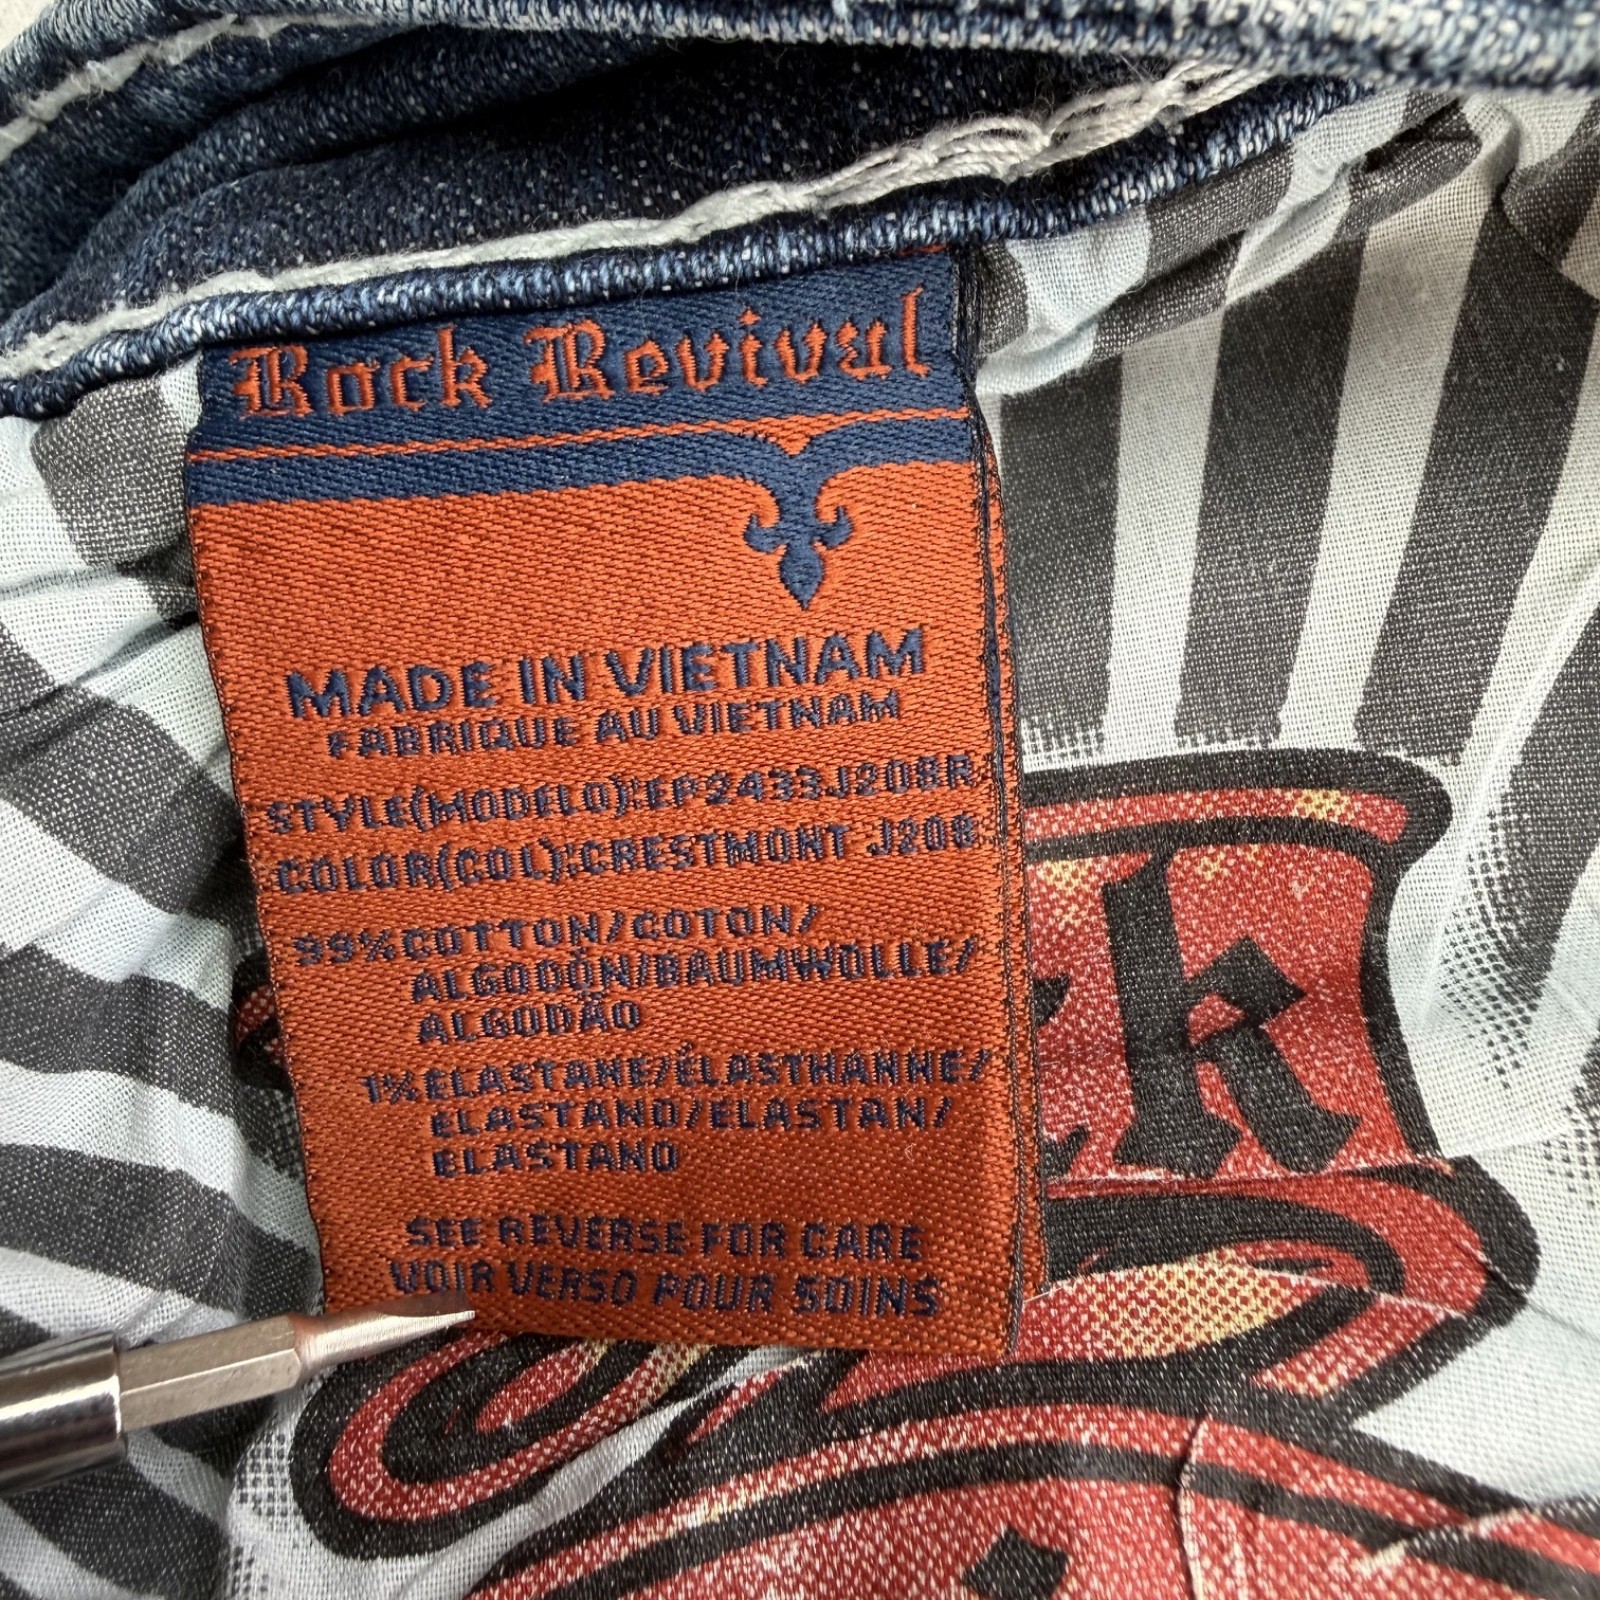 Rock Revival
MADE IN VIETNAM
FABRIQUE AU VIETNAM
STYLE(MODELO):EP2433J208R
COLOR(COL):CRESTMONT J208
99%COTTON/COTON/
ALGODÒN/BAUMWOLLE/
ALGODÃO
1%ELASTANE/ÉLASTHANNE/
ELASTANO/ELASTAN/
ELASTANO
SEE REVERSE FOR CARE
VOIR VERSO POUR SOINS